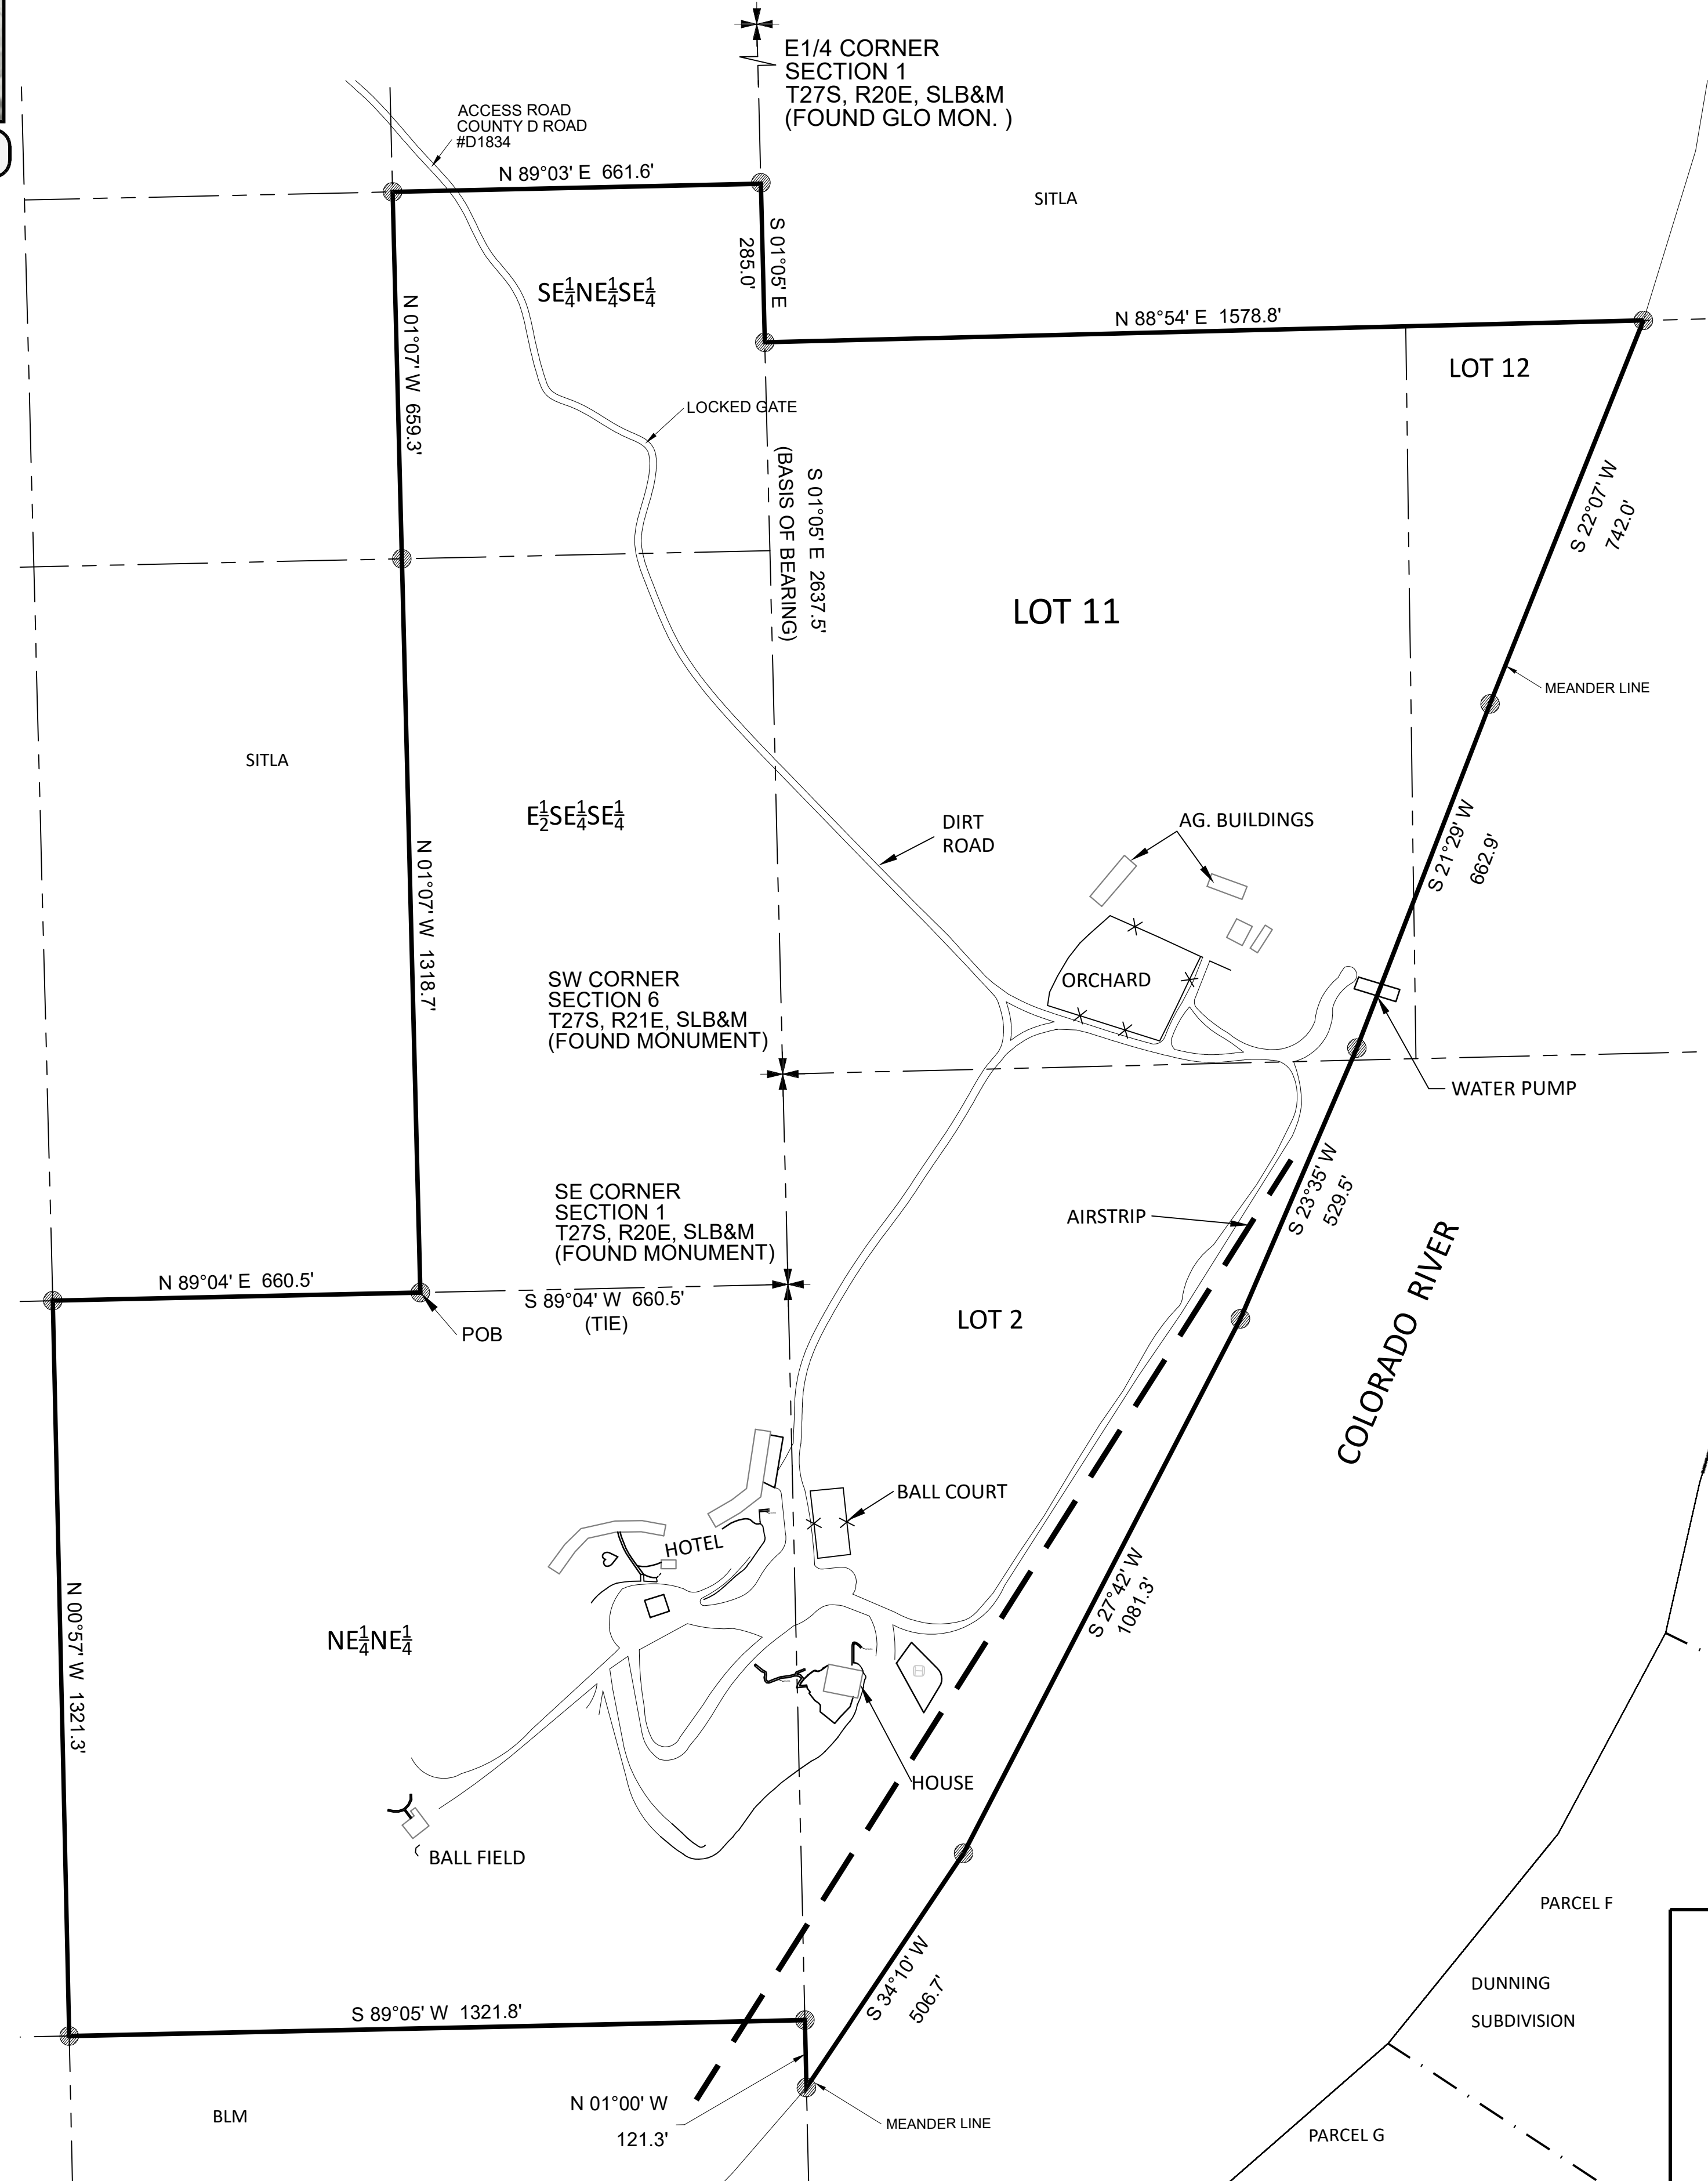 E1/4 CORNER
SECTION 1
T27S, R20E, SLB&M
(FOUND GLO MON. )
ACCESS ROAD
COUNTY D ROAD
#D1834
N 89°03' E 661.6'
SITLA
S 01°05' E
285.0'
SE1/4NE1/4SE1/4
N 01°07' W 659.3'
N 88°54' E 1578.8'
LOT 12
LOCKED GATE
S 01°05' E 2637.5'
(BASIS OF BEARING)
S 22°07' W
742.0'
LOT 11
MEANDER LINE
SITLA
E1/2SE1/4SE1/4
N 01°07' W 1318.7'
DIRT
ROAD
AG. BUILDINGS
S 21°29' W
662.9'
ORCHARD
SW CORNER
SECTION 6
T27S, R21E, SLB&M
(FOUND MONUMENT)
WATER PUMP
SE CORNER
SECTION 1
T27S, R20E, SLB&M
(FOUND MONUMENT)
AIRSTRIP
S 23°35' W
529.5'
N 89°04' E 660.5'
S 89°04' W 660.5'
(TIE)
POB
LOT 2
COLORADO RIVER
BALL COURT
HOTEL
S 27°42' W
1081.3'
N 00°57' W 1321.3'
NE1/4NE1/4
H
HOUSE
BALL FIELD
PARCEL F
S 34°10' W
506.7'
DUNNING
SUBDIVISION
S 89°05' W 1321.8'
N 01°00' W
121.3'
MEANDER LINE
BLM
PARCEL G